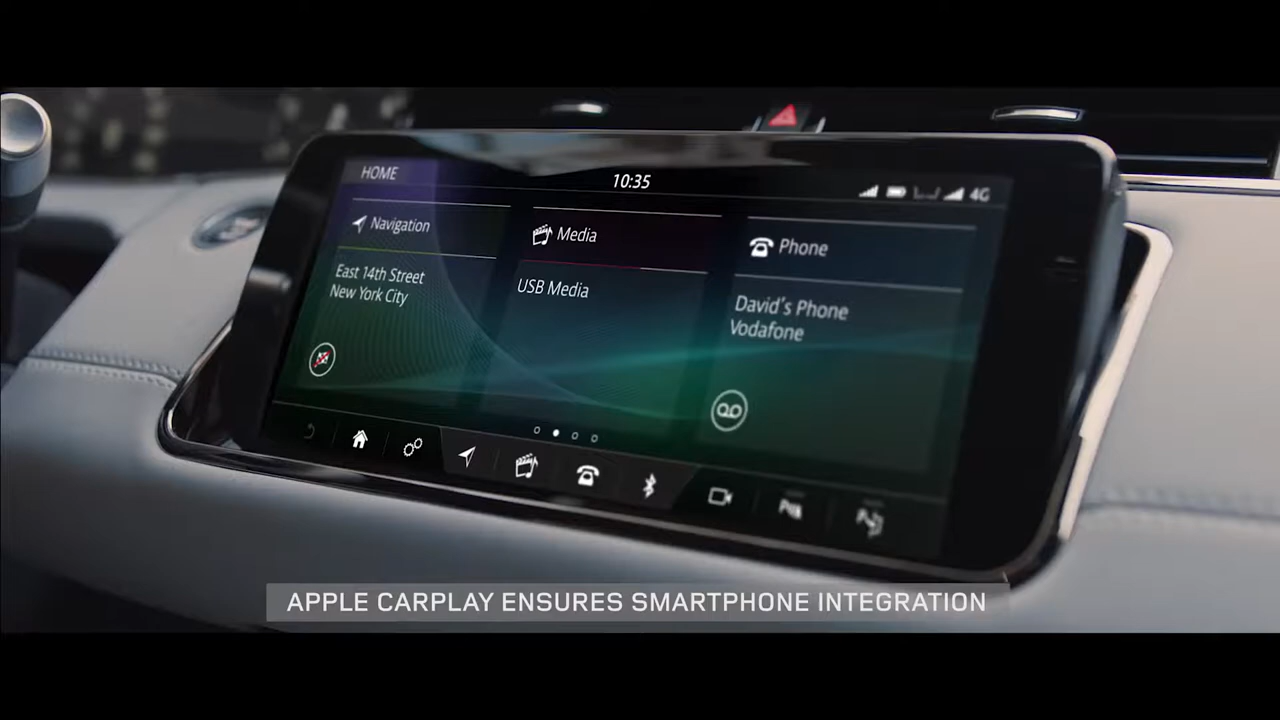 HOME
10:35
4G
Navigation
Media
Phone
East 14th Street
New York City
USB Media
David's Phone
Vodafone
APPLE CARPLAY ENSURES SMARTPHONE INTEGRATION